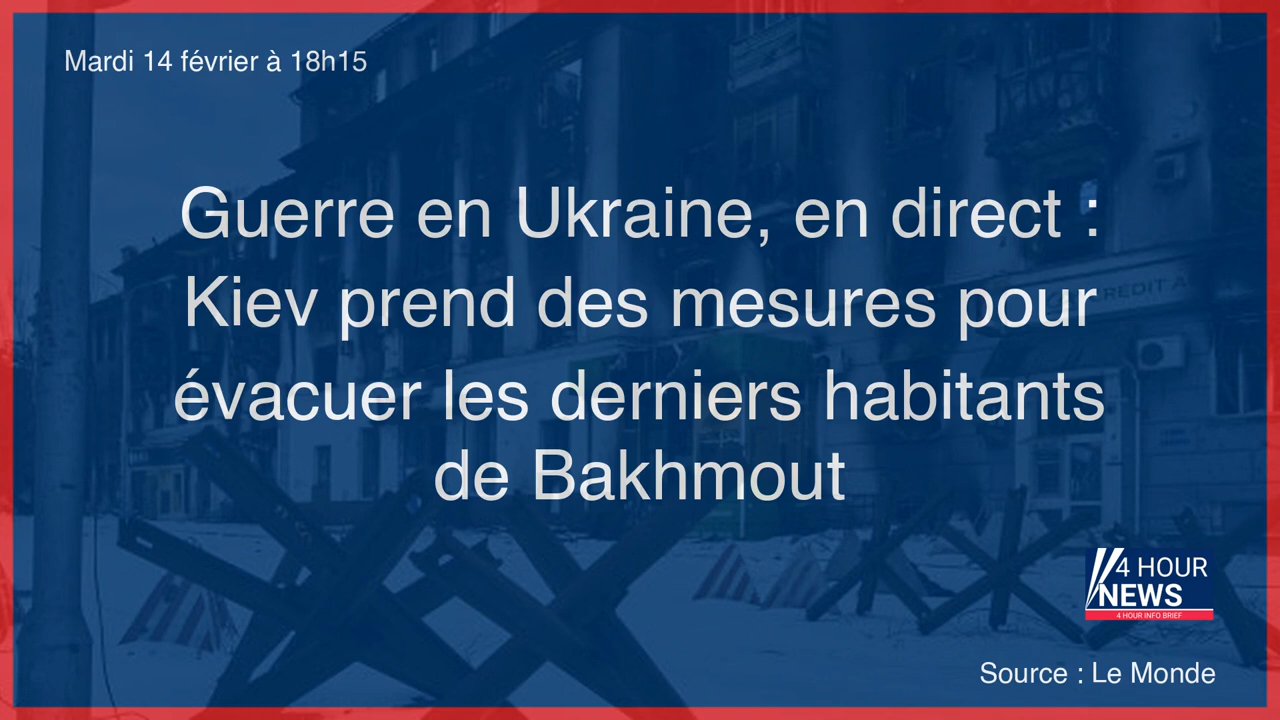 Mardi 14 février à 18h15
Guerre en Ukraine, en direct :
Kiev prend des mesures pour
évacuer les derniers habitants
de Bakhmout
CREDIT A
4 HOUR
NEWS
4 HOUR INFO BRIEF
Source : Le Monde